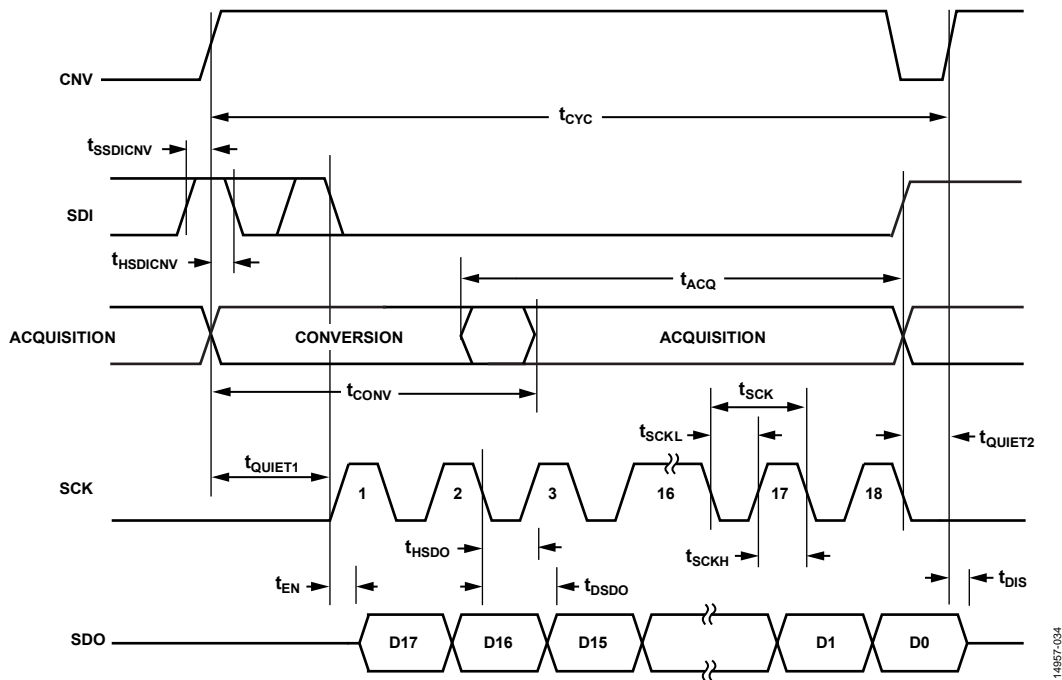 CNV
tCYC
tSSDICNV
SDI
tHSDICNV
tACQ
ACQUISITION
CONVERSION
ACQUISITION
tCONV
tSCK
tSCKL
tQUIET2
tQUIET1
SCK
1
2
3
16
17
18
tHSDO
tSCKH
tEN
tDSDO
tDIS
SDO
D17
D16
D15
D1
D0
14957-034